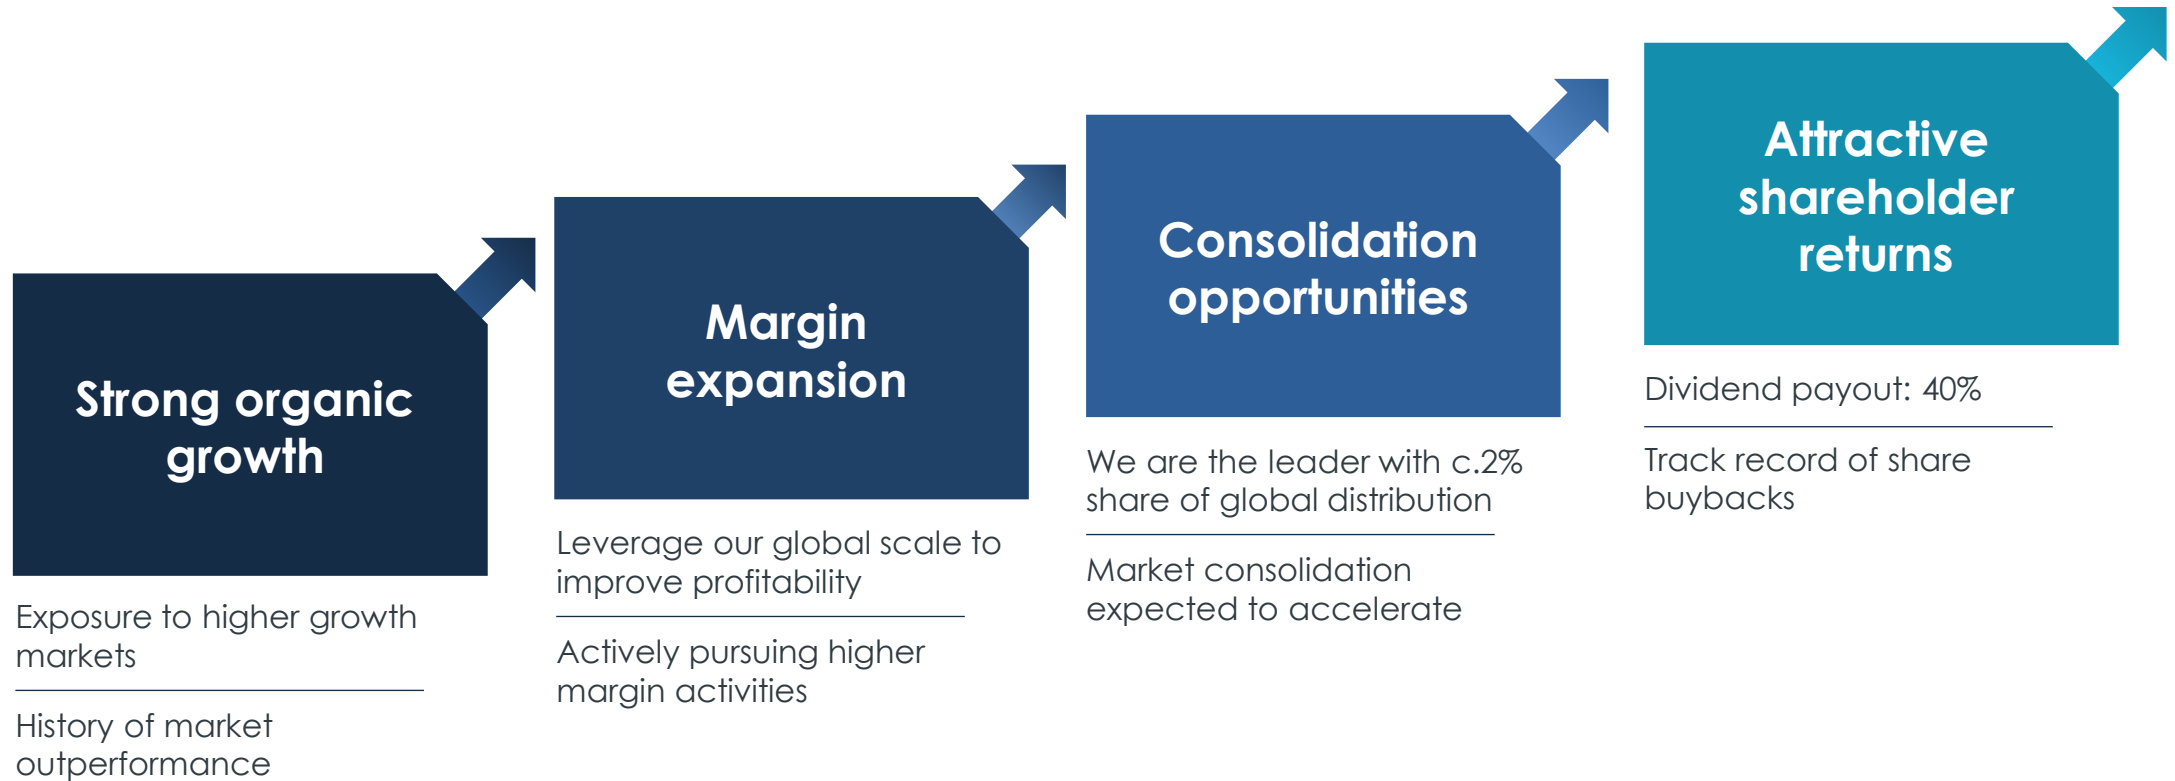 Strong organic
growth
Exposure to higher growth
markets
History of market
outperformance
Margin
expansion
Leverage our global scale to
improve profitability
Actively pursuing higher
margin activities
Consolidation
opportunities
We are the leader with c.2%
share of global distribution
Market consolidation
expected to accelerate
Attractive
shareholder
returns
Dividend payout: 40%
Track record of share
buybacks